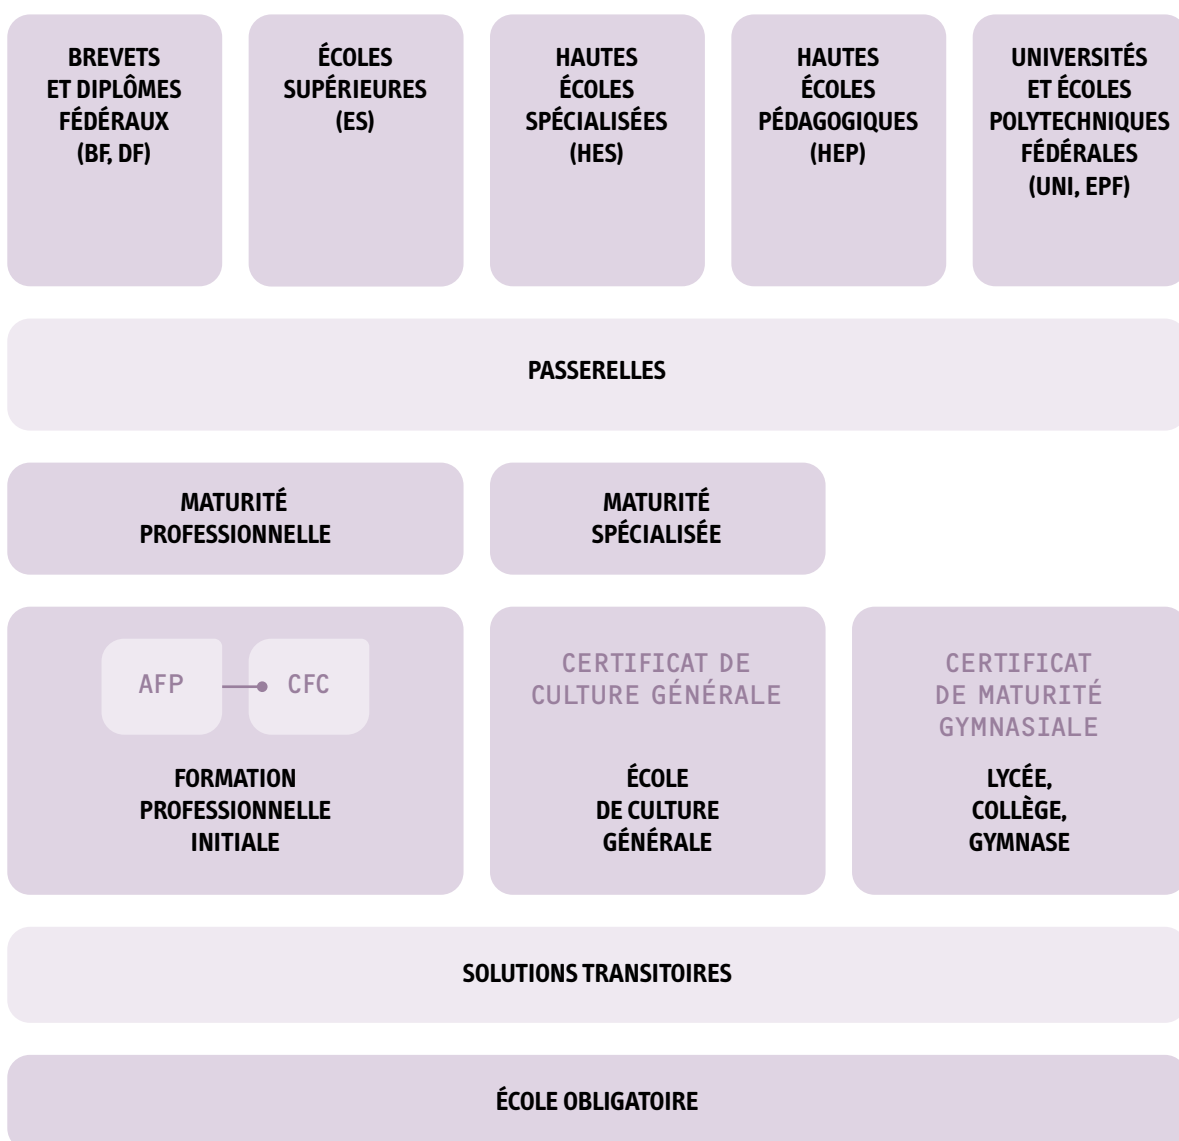 BREVETS
ET DIPLÔMES
FÉDÉRAUX
(BF, DF)
ÉCOLES
SUPÉRIEURES
(ES)
HAUTES
ÉCOLES
SPÉCIALISÉES
(HES)
HAUTES
ÉCOLES
PÉDAGOGIQUES
(HEP)
UNIVERSITÉS
ET ÉCOLES
POLYTECHNIQUES
FÉDÉRALES
(UNI, EPF)
PASSERELLES
MATURITÉ
PROFESSIONNELLE
MATURITÉ
SPÉCIALISÉE
AFP
CFC
FORMATION
PROFESSIONNELLE
INITIALE
CERTIFICAT DE
CULTURE GÉNÉRALE
ÉCOLE
DE CULTURE
GÉNÉRALE
CERTIFICAT
DE MATURITÉ
GYMNASIALE
LYCÉE,
COLLÈGE,
GYMNASE
SOLUTIONS TRANSITOIRES
ÉCOLE OBLIGATOIRE